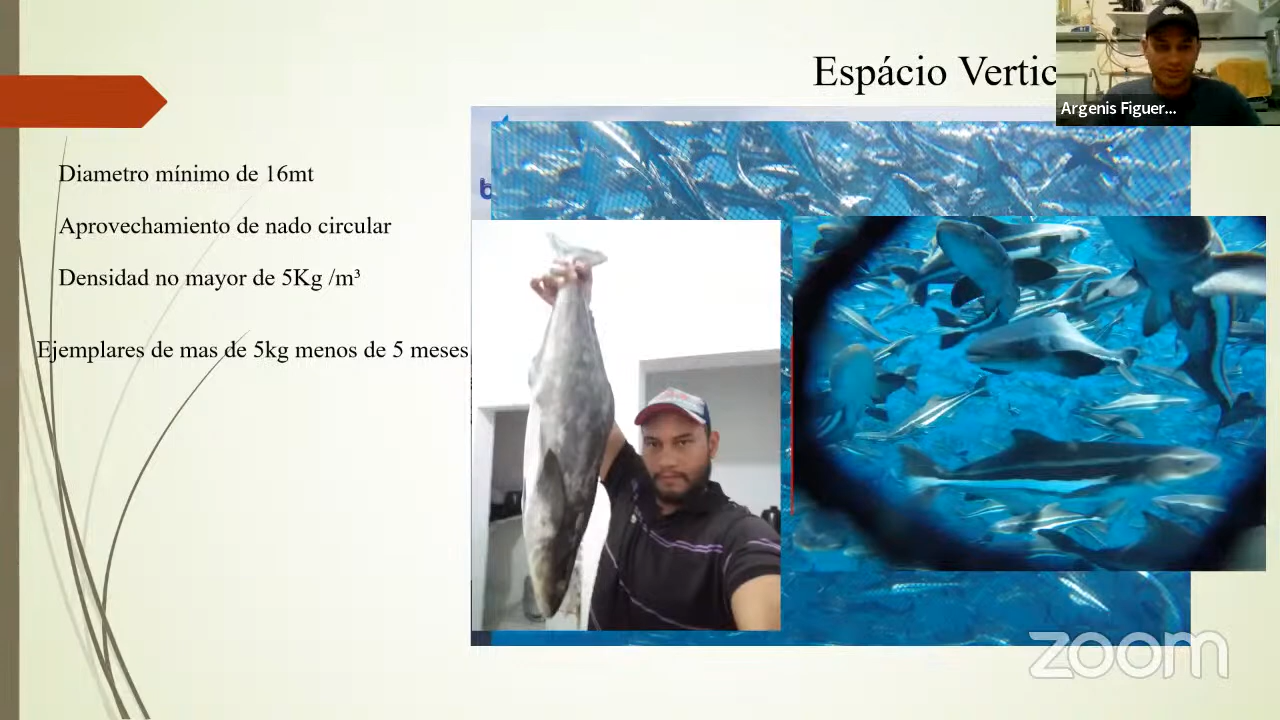 Espácio Vertic
Argenis Figuer...
Diametro mínimo de 16mt
Aprovechamiento de nado circular
Densidad no mayor de 5Kg /m³
Ejemplares de mas de 5kg menos de 5 meses
zoom